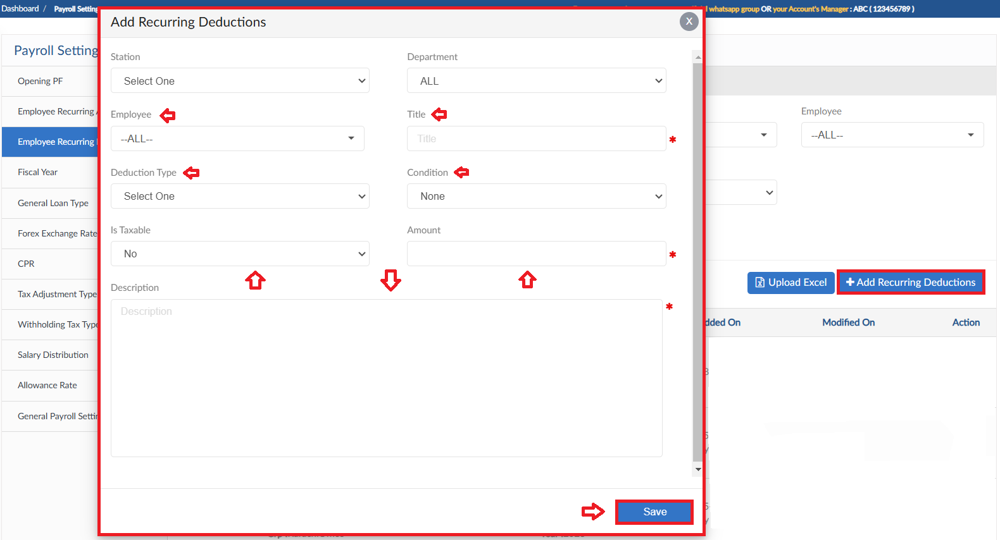 Dashboard / Payroll Setting
whatsapp group OR your Account's Manager : ABC ( 123456789 )
Add Recurring Deductions
X
Payroll Setting
Opening PF
Employee Recurring
Employee Recurring
Fiscal Year
General Loan Type
Forex Exchange Rate
CPR
Tax Adjustment Type
Withholding Tax Type
Salary Distribution
Allowance Rate
General Payroll Settin
Station
Department
Select One
ALL
Employee
Title
--ALL--
Title *
Deduction Type
Condition
Select One
None
Is Taxable
Amount
No
*
Description
Description *
Save
Employee
--ALL--
Upload Excel
+ Add Recurring Deductions
dded On
Modified On
Action